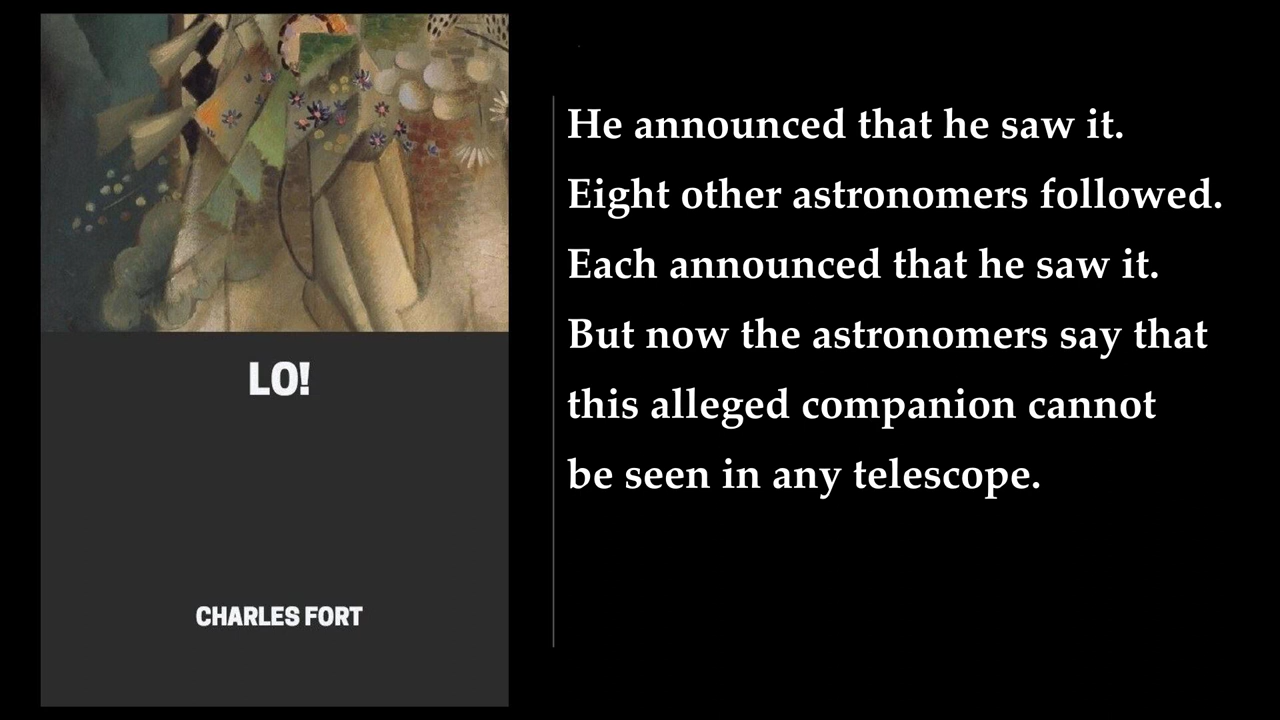 LO!
CHARLES FORT
He announced that he saw it.
Eight other astronomers followed.
Each announced that he saw it.
But now the astronomers say that
this alleged companion cannot
be seen in any telescope.